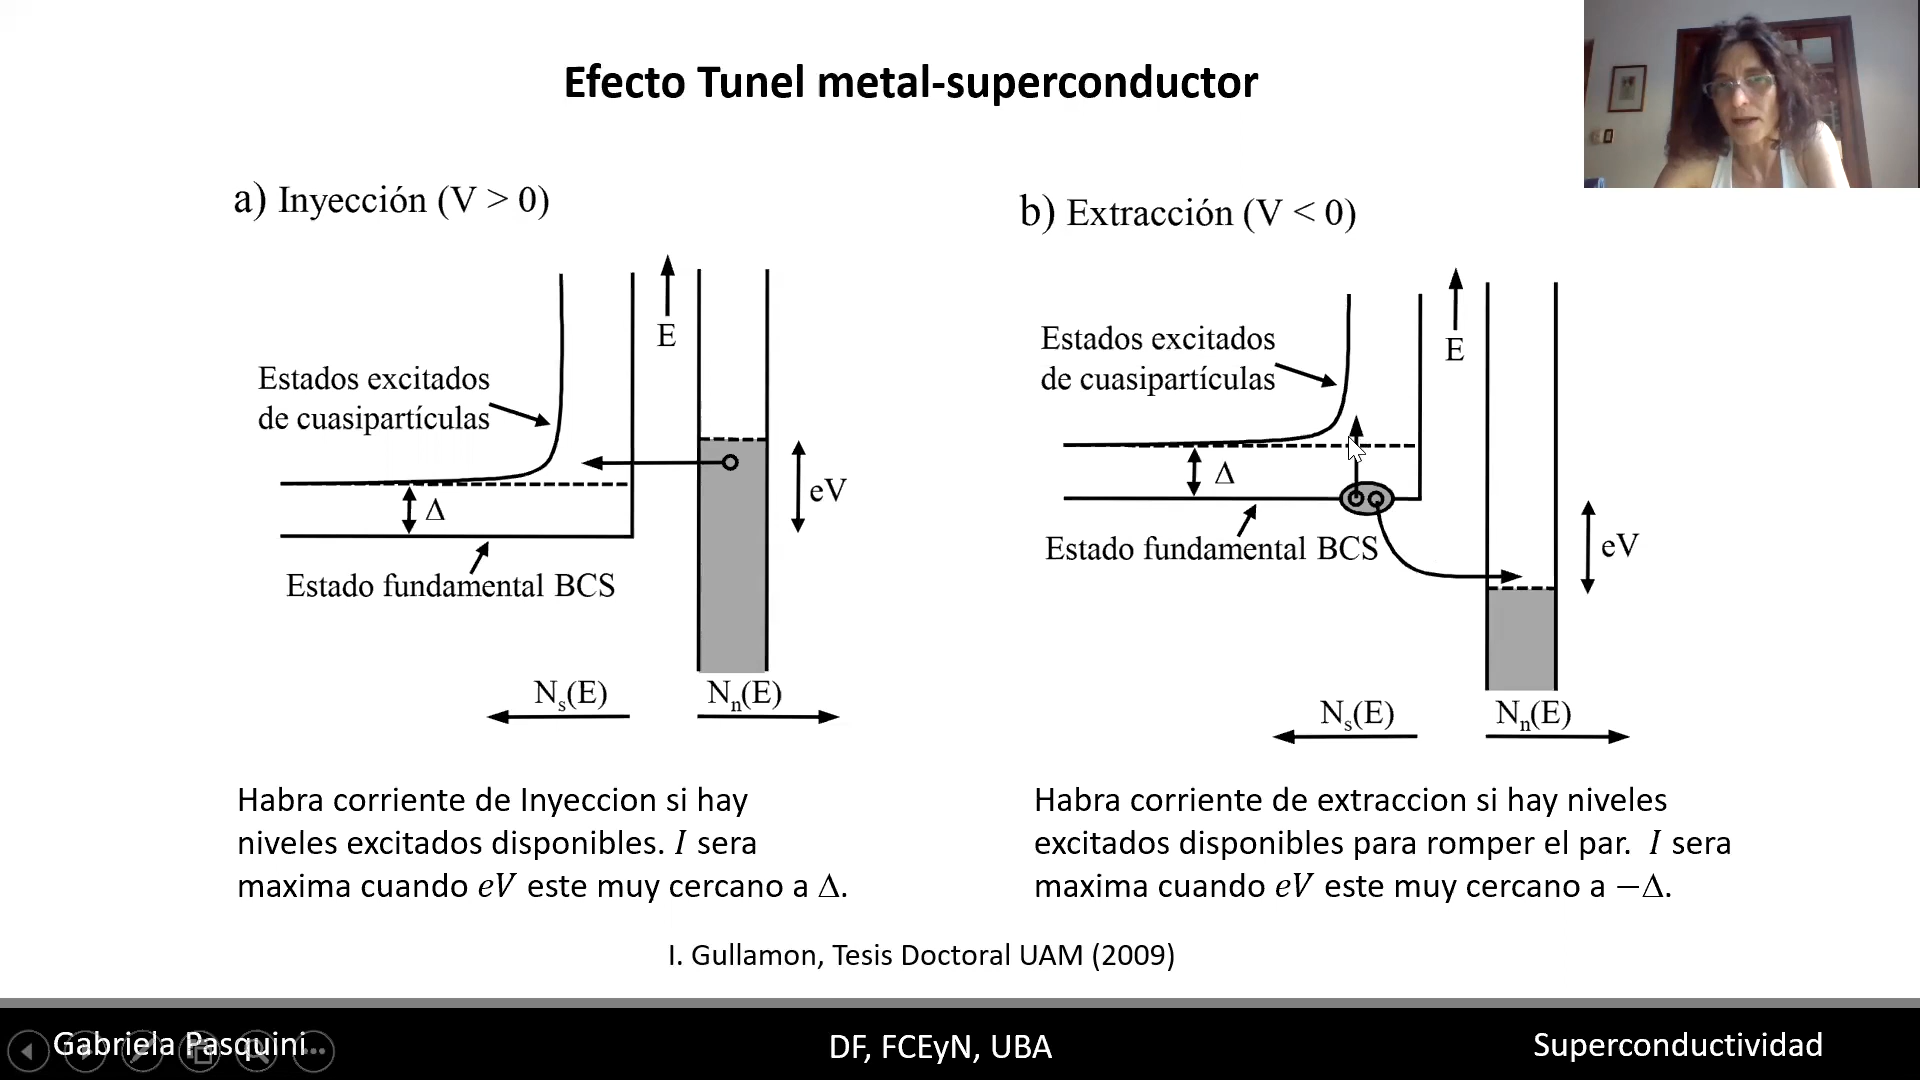 Efecto Tunel metal-superconductor
a) Inyección (V > 0)
E
Estados excitados
de cuasipartículas
Δ
eV
Estado fundamental BCS
Ns(E)
Nn(E)
b) Extracción (V < 0)
E
Estados excitados
de cuasipartículas
Δ
eV
Estado fundamental BCS
Ns(E)
Nn(E)
Habra corriente de Inyeccion si hay
niveles excitados disponibles. I sera
maxima cuando eV este muy cercano a Δ.
Habra corriente de extraccion si hay niveles
excitados disponibles para romper el par. I sera
maxima cuando eV este muy cercano a −Δ.
I. Gullamon, Tesis Doctoral UAM (2009)
Gabriela Pasquini
DF, FCEyN, UBA
Superconductividad